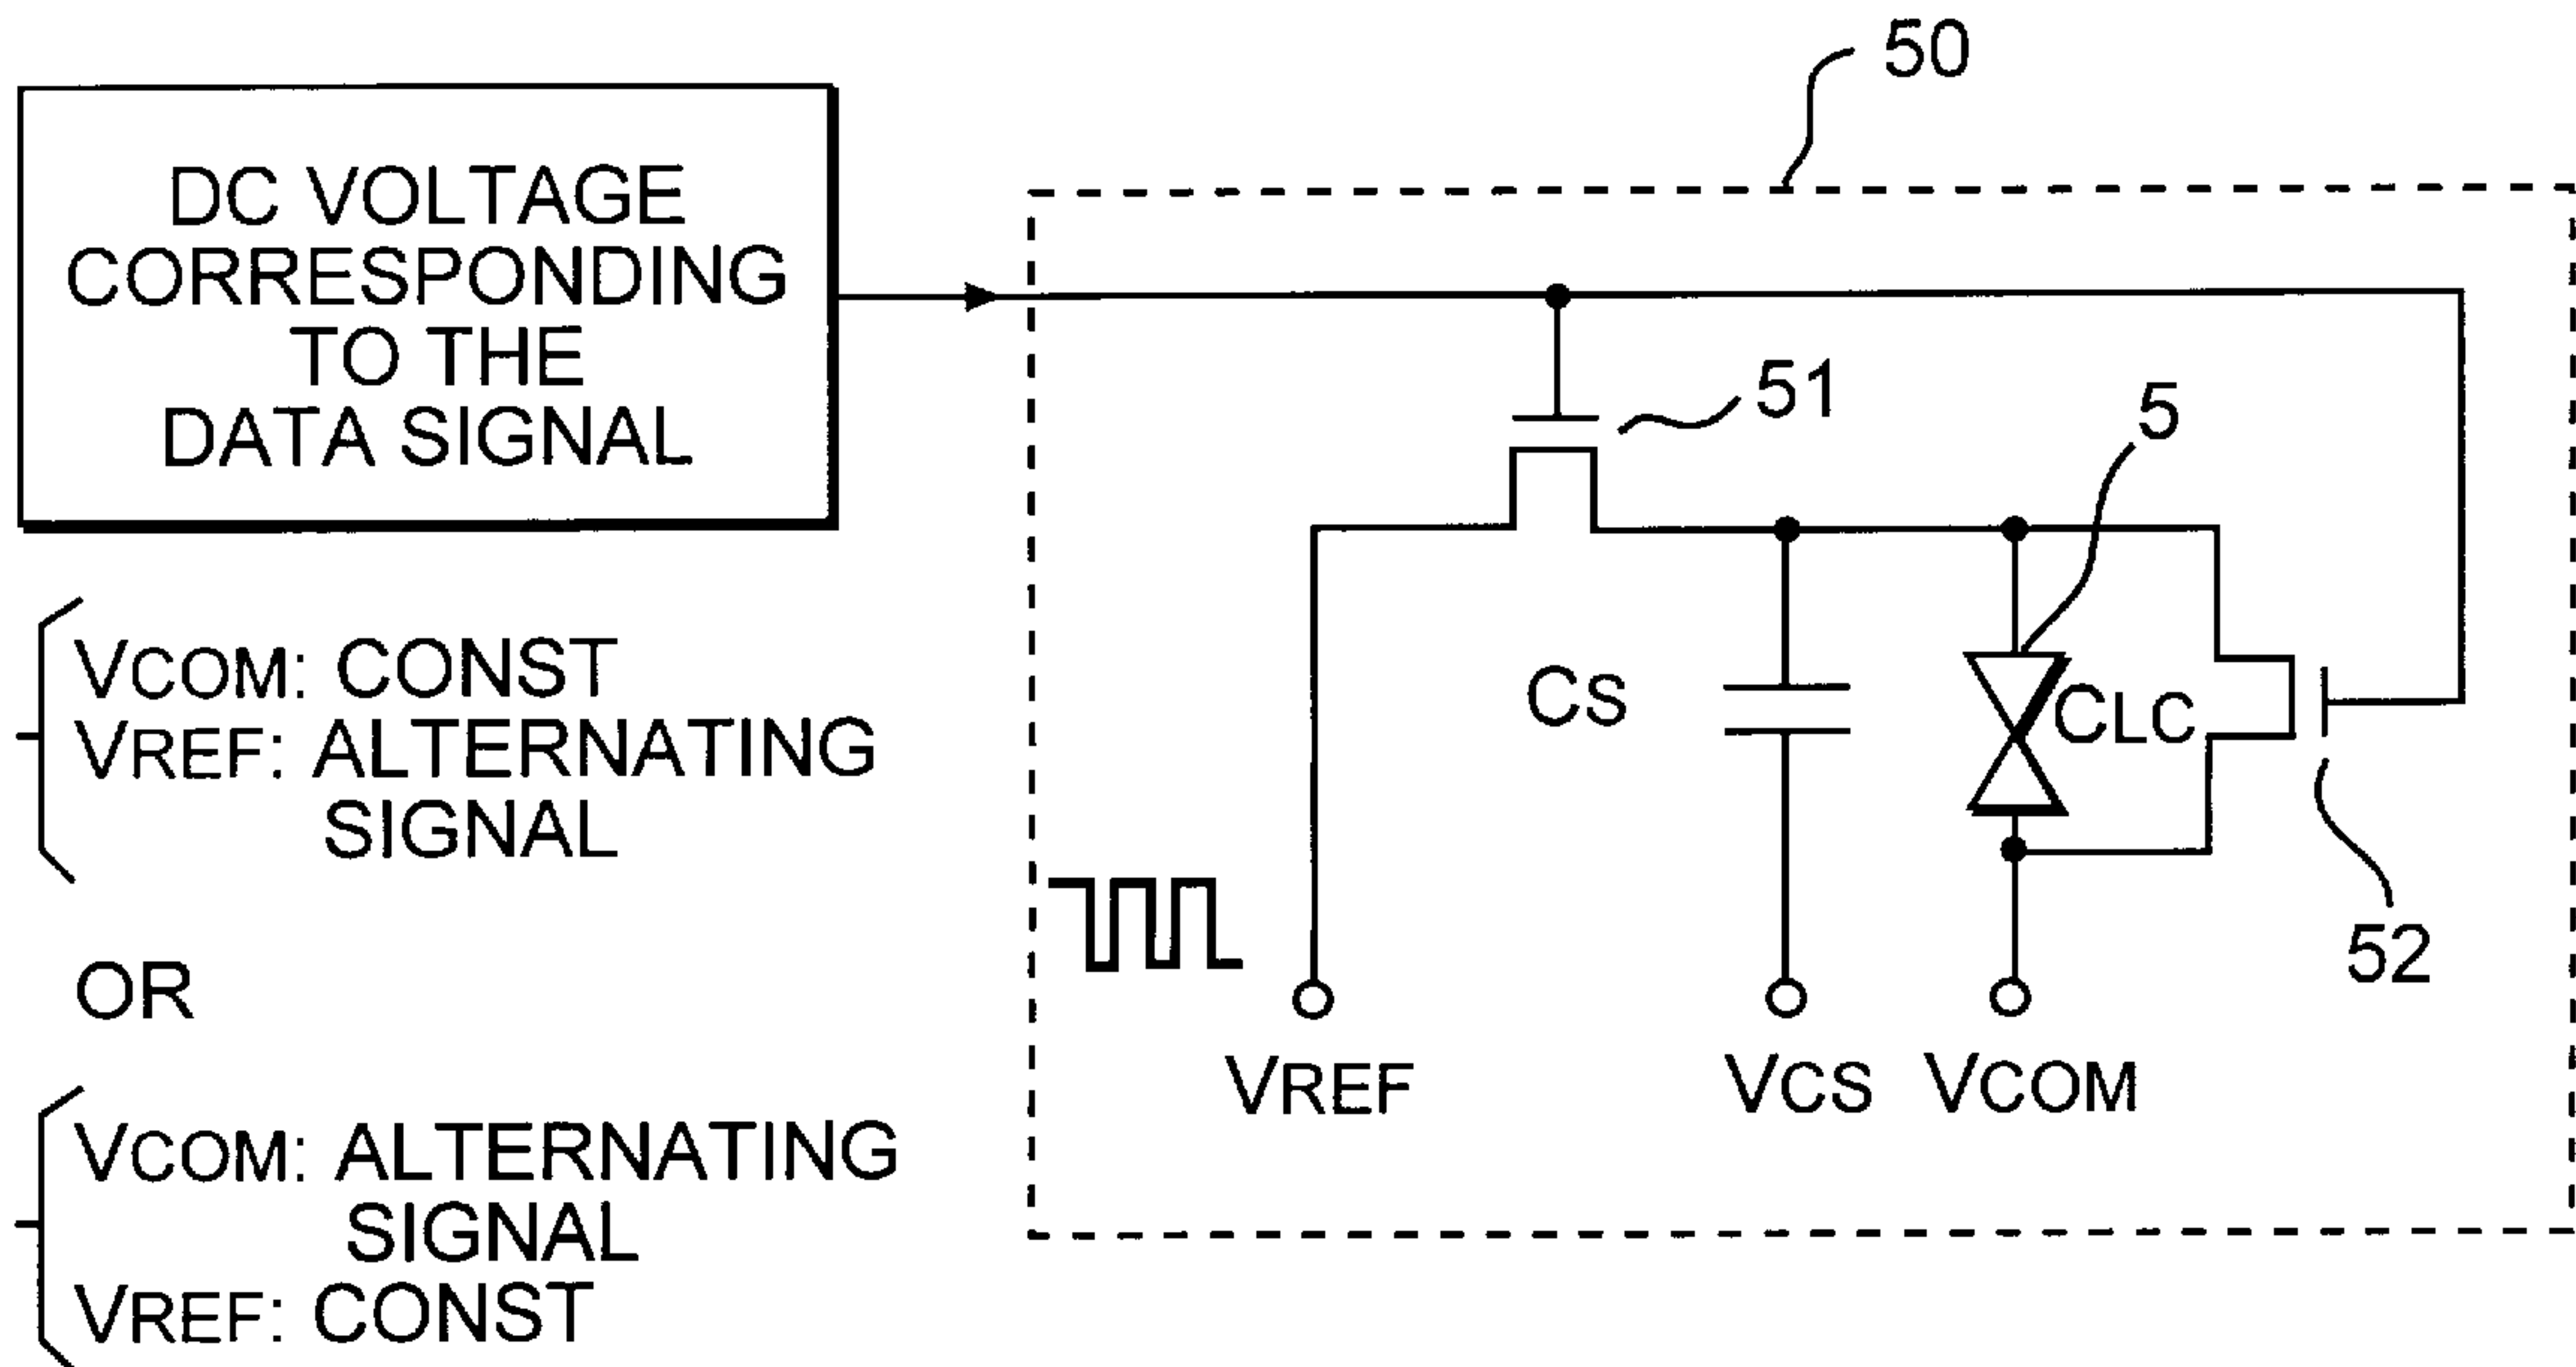 50
DC VOLTAGE
CORRESPONDING
TO THE
DATA SIGNAL
51
5
CS
CLC
52
VREF
VCS
VCOM
VCOM: CONST
VREF: ALTERNATING
SIGNAL
OR
VCOM: ALTERNATING
SIGNAL
VREF: CONST